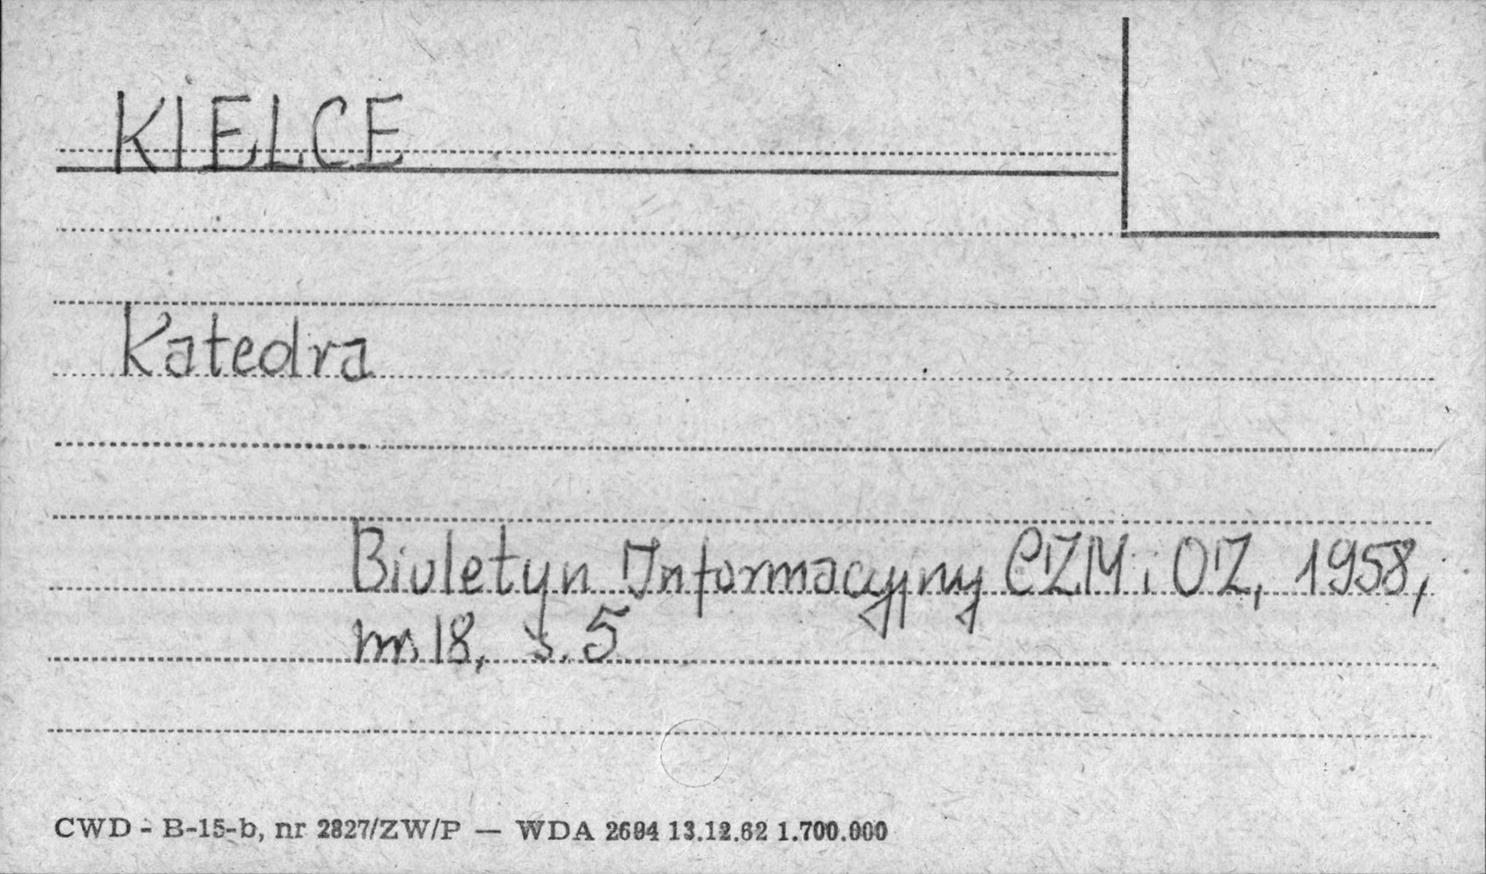 KIELCE
Katedra
Biuletyn Informacyjny CZM i OZ, 1958,
nr 18, s. 5
CWD - B-15-b, nr 2827/ZW/P — WDA 2694 13.12.62 1.700.000